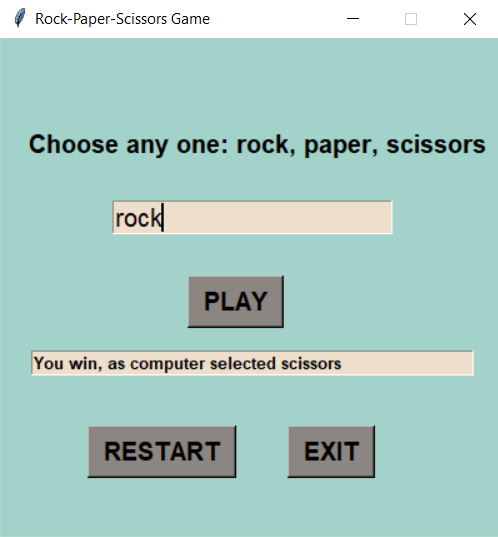 Rock-Paper-Scissors Game
Choose any one: rock, paper, scissors
rock
PLAY
You win, as computer selected scissors
RESTART EXIT